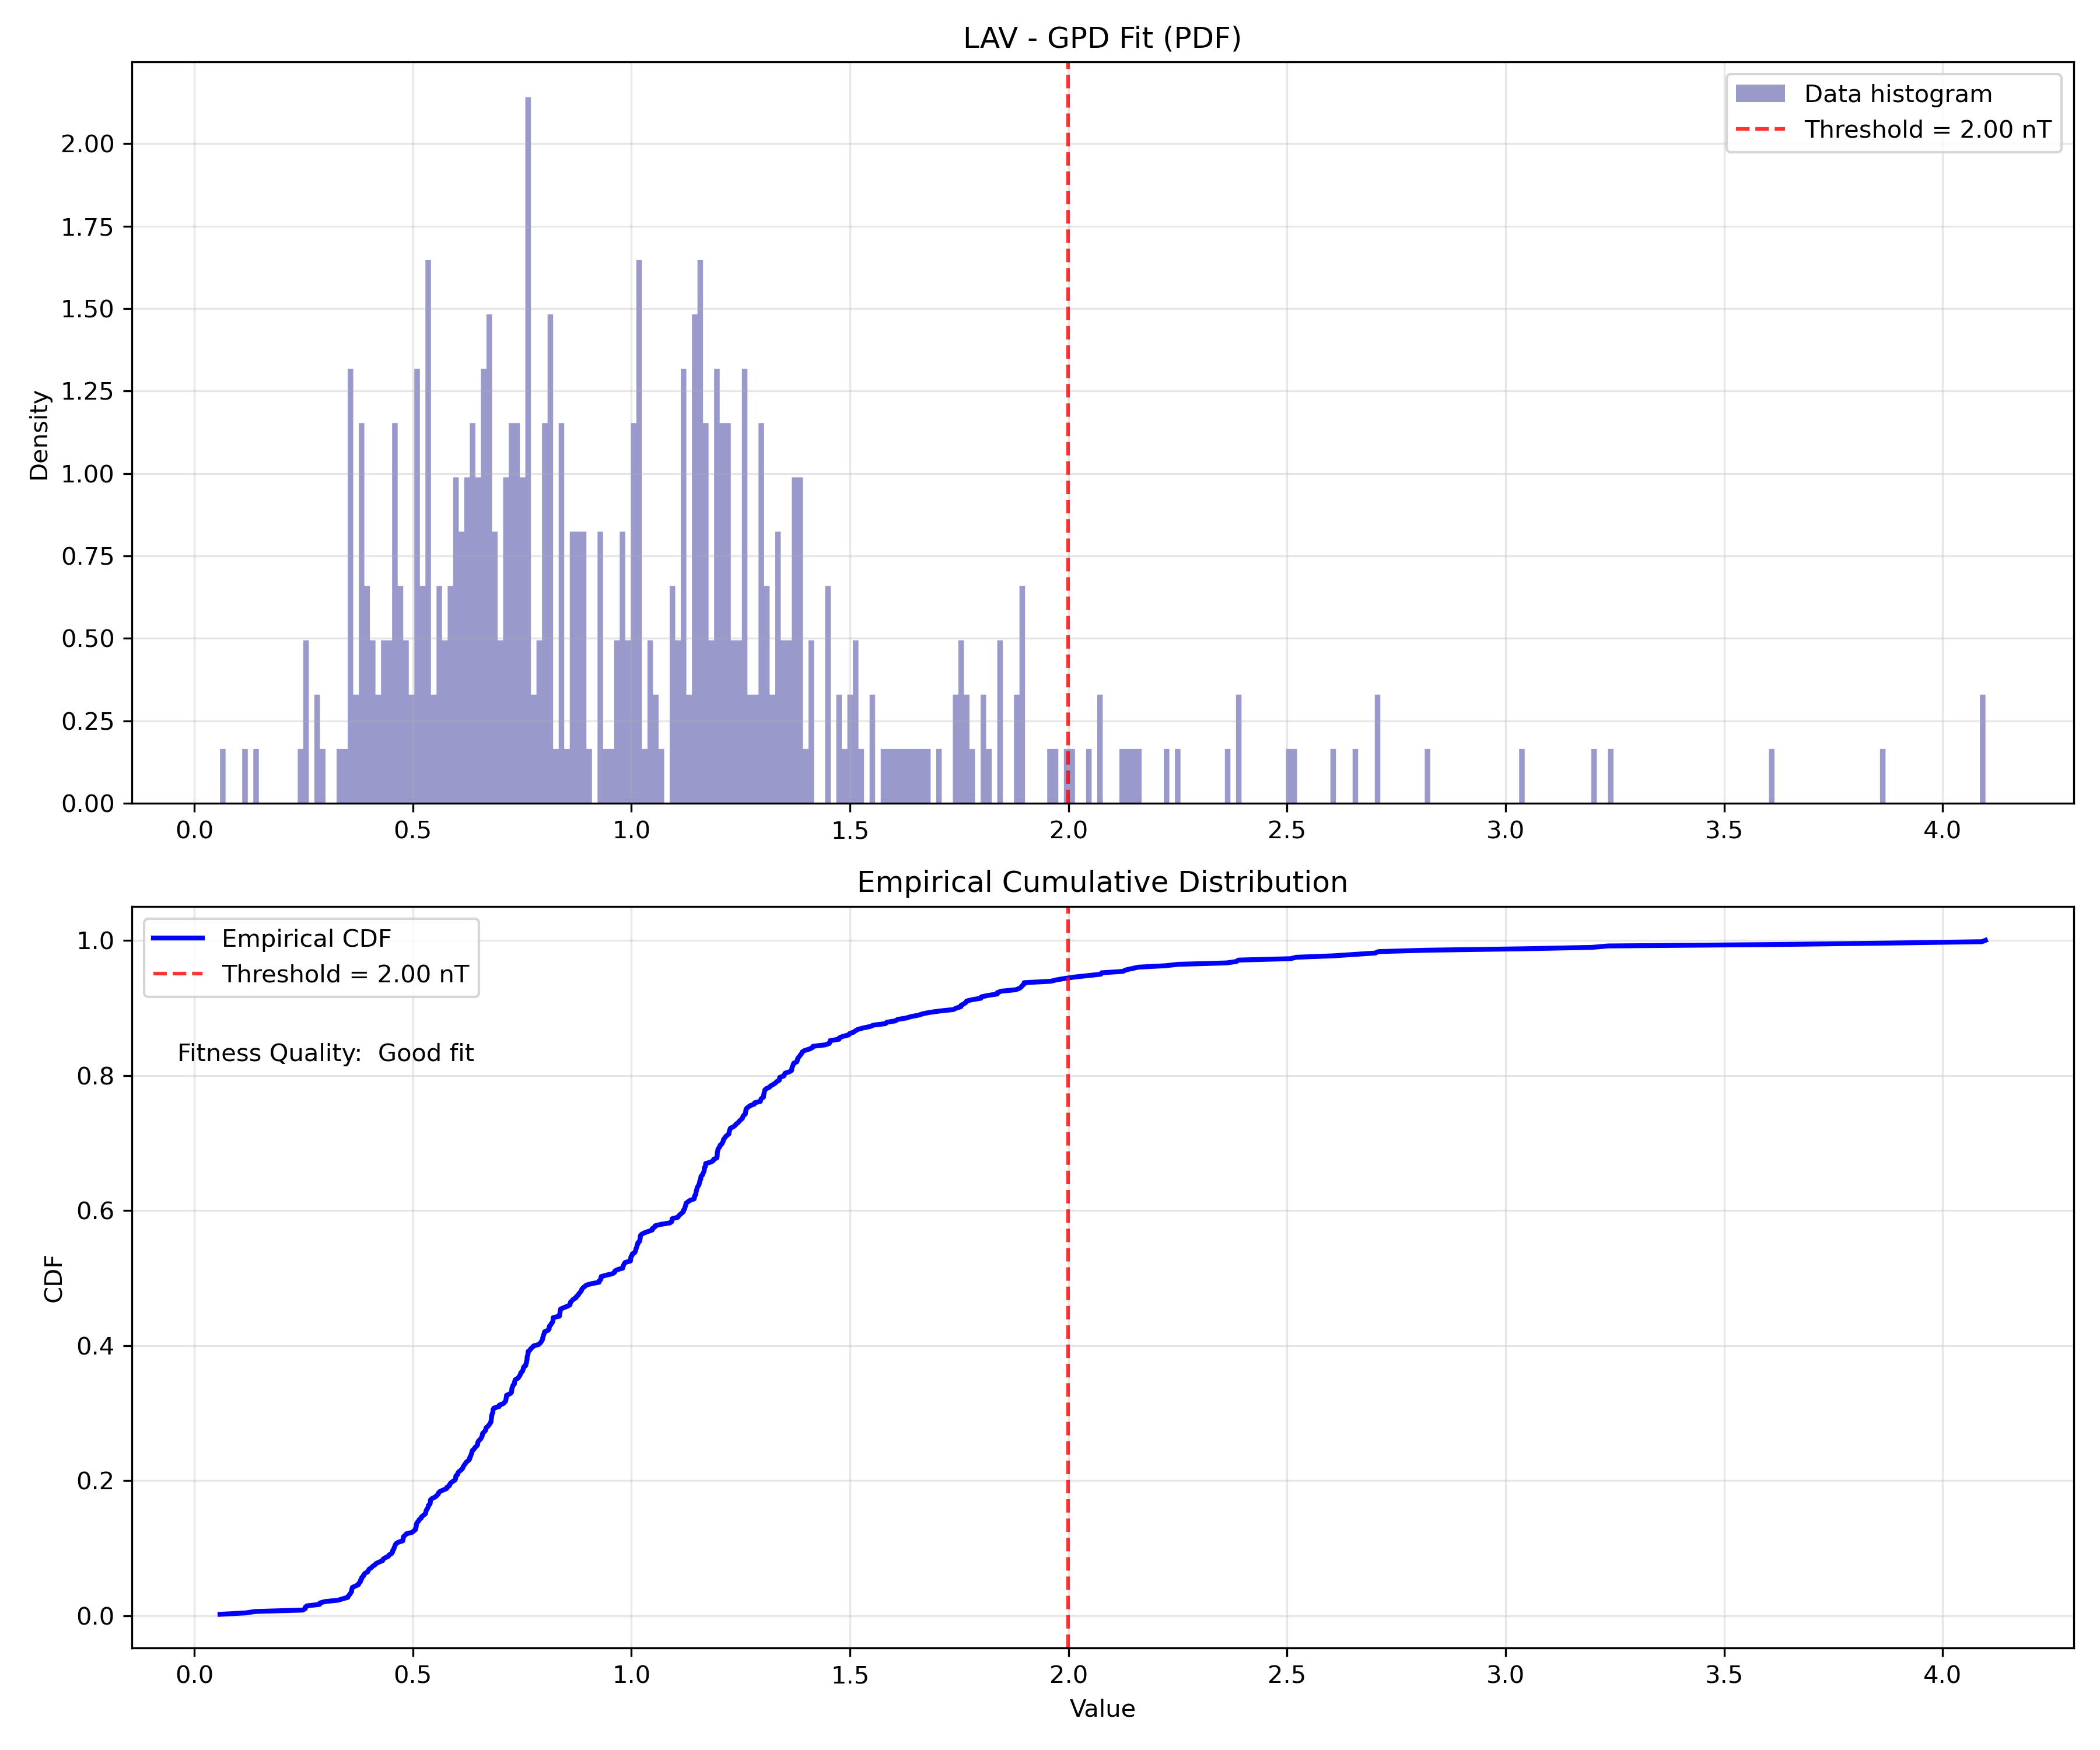 LAV - GPD Fit (PDF)
Data histogram
Threshold = 2.00 nT
Density
2.00
1.75
1.50
1.25
1.00
0.75
0.50
0.25
0.00
0.0 0.5 1.0 1.5 2.0 2.5 3.0 3.5 4.0
Empirical Cumulative Distribution
Empirical CDF
Threshold = 2.00 nT
Fitness Quality: Good fit
CDF
1.0
0.8
0.6
0.4
0.2
0.0
0.0 0.5 1.0 1.5 2.0 2.5 3.0 3.5 4.0
Value